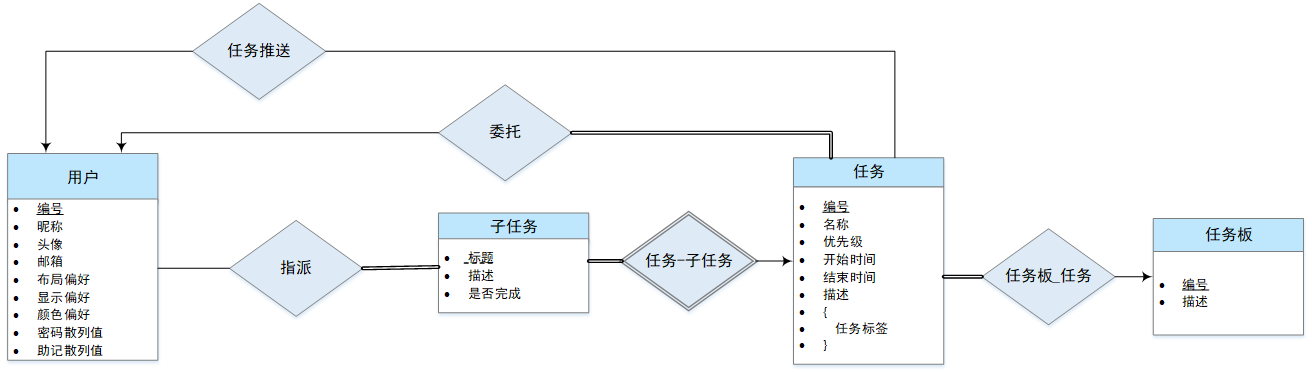 任务推送
委托
用户
编号
昵称
头像
邮箱
布局偏好
显示偏好
颜色偏好
密码散列值
助记散列值
指派
子任务
标题
描述
是否完成
任务-子任务
任务
编号
名称
优先级
开始时间
结束时间
描述
{
任务标签
}
任务板_任务
任务板
编号
描述